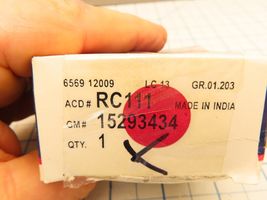 6569 12009 LC 13 GR.01.203
ACD# RC111 MADE IN INDIA
GM# 15293434
QTY. 1